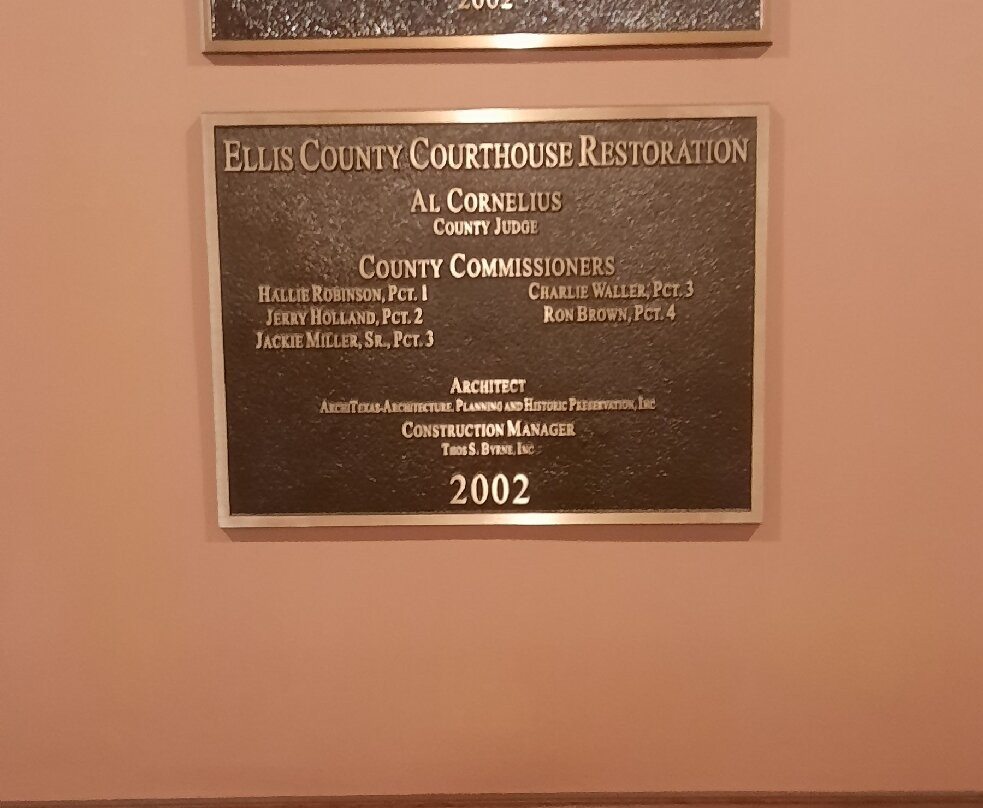 2002
ELLIS COUNTY COURTHOUSE RESTORATION
AL CORNELIUS
COUNTY JUDGE
COUNTY COMMISSIONERS
HALLIE ROBINSON, PCT. 1
CHARLIE WALLER, PCT. 3
JERRY HOLLAND, PCT. 2
RON BROWN, PCT. 4
JACKIE MILLER, SR., PCT. 3
ARCHITECT
ARCHITEXAS-ARCHITECTURE, PLANNING AND HISTORIC PRESERVATION, INC
CONSTRUCTION MANAGER
THOS S. BYRNE, INC
2002